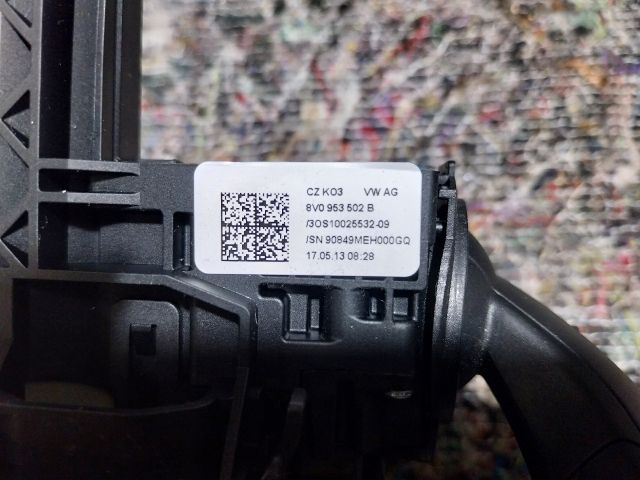 CZ K03 VW AG
8V0 953 502 B
/3OS10025532-09
/SN 90849MEH000GQ
17.05.13 08:28